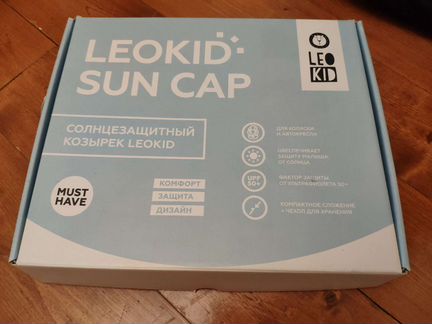 LEOKID
SUN CAP
LEO
KID
СОЛНЦЕЗАЩИТНЫЙ
КОЗЫРЕК LEOKID
MUST
HAVE
КОМФОРТ
ЗАЩИТА
ДИЗАЙН
ДЛЯ КОЛЯСКИ
И АВТОКРЕСЛА
ОБЕСПЕЧИВАЕТ
ЗАЩИТУ МАЛЫША
ОТ СОЛНЦА
UPF
50+
ФАКТОР ЗАЩИТЫ
ОТ УЛЬТРАФИОЛЕТА 50+
КОМПАКТНОЕ СЛОЖЕНИЕ
+ ЧЕХОЛ ДЛЯ ХРАНЕНИЯ